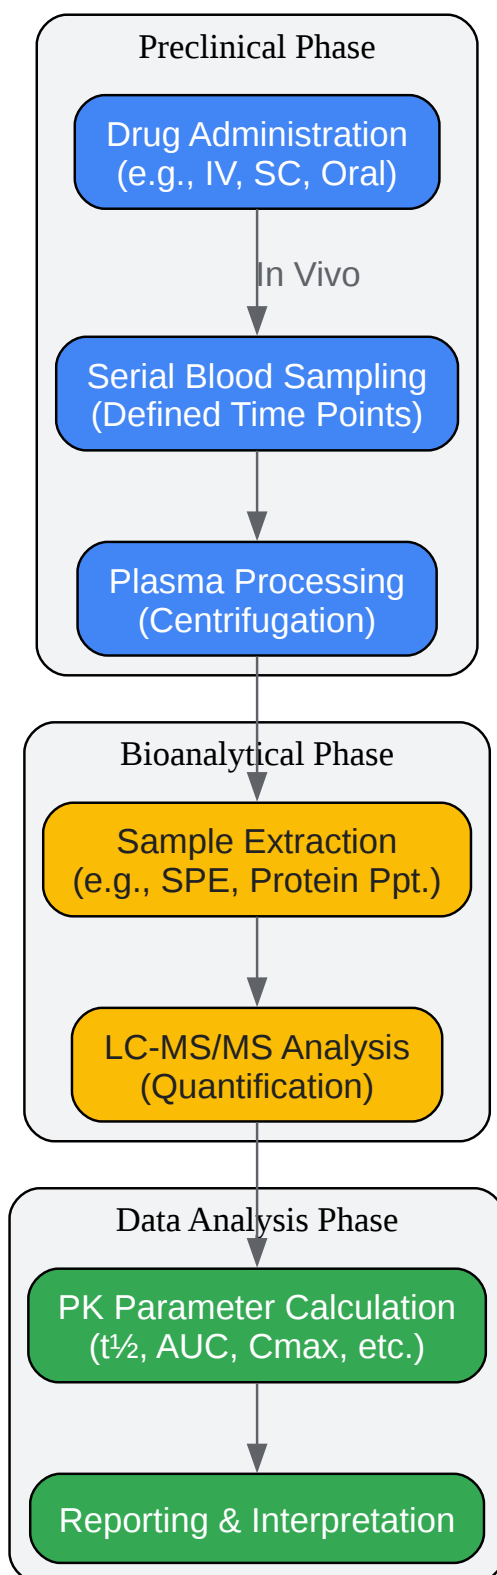 Preclinical Phase
Drug Administration
(e.g., IV, SC, Oral)
In Vivo
Serial Blood Sampling
(Defined Time Points)
Plasma Processing
(Centrifugation)
Bioanalytical Phase
Sample Extraction
(e.g., SPE, Protein Ppt.)
LC-MS/MS Analysis
(Quantification)
Data Analysis Phase
PK Parameter Calculation
(t½, AUC, Cmax, etc.)
Reporting & Interpretation